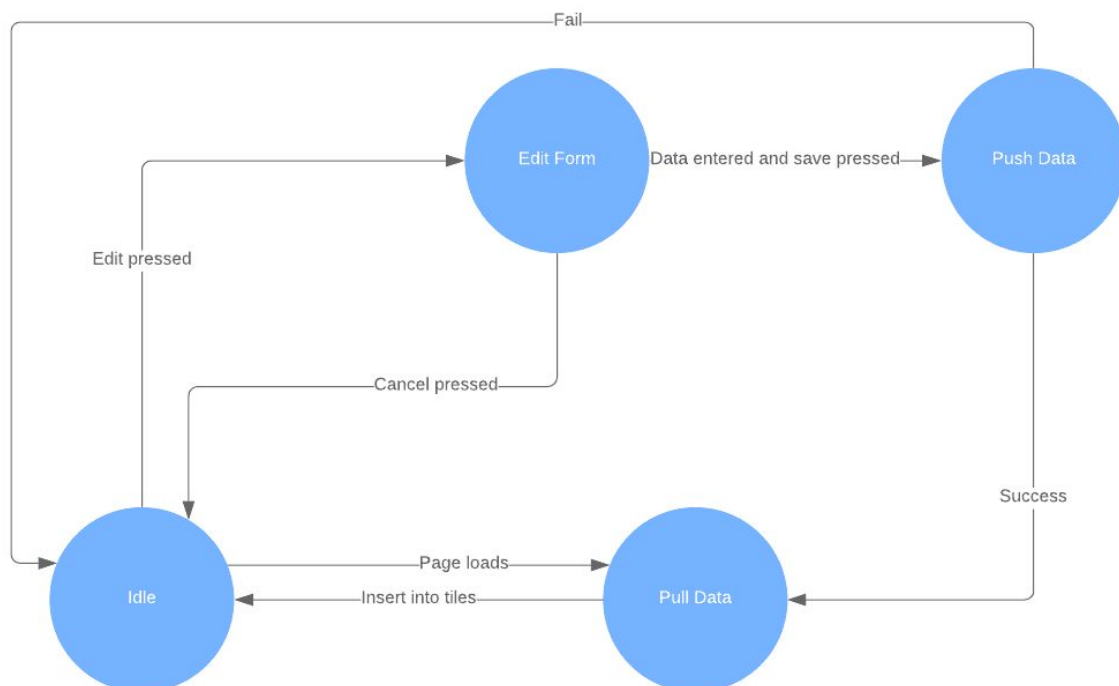 Fail
Edit Form
Data entered and save pressed
Push Data
Edit pressed
Cancel pressed
Success
Page loads
Idle
Insert into tiles
Pull Data